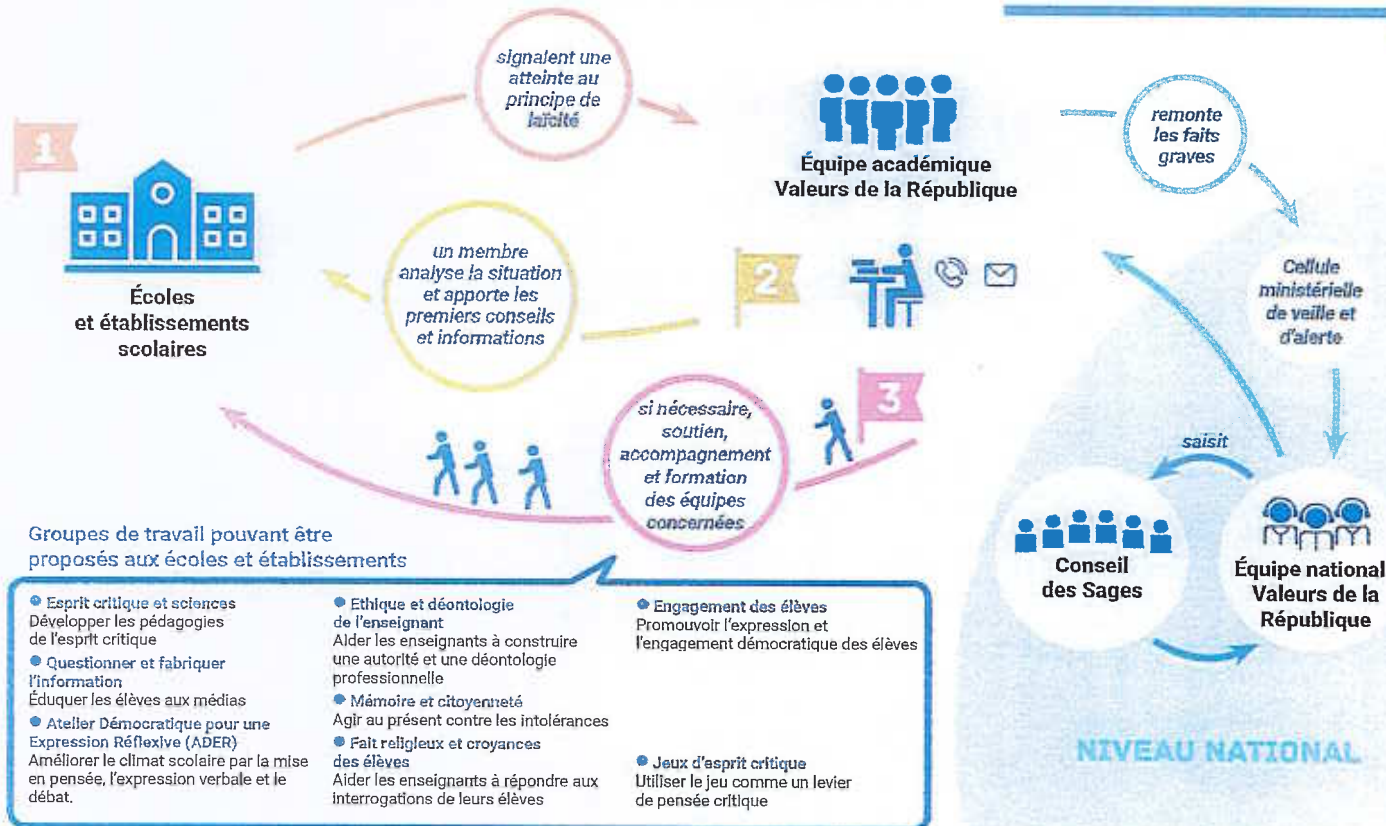 1
Écoles
et établissements
scolaires
signalent une
atteinte au
principe de
laïcité
Équipe académique
Valeurs de la République
remonte
les faits
graves
2
un membre
analyse la situation
et apporte les
premiers conseils
et informations
3
si nécessaire,
soutien,
accompagnement
et formation
des équipes
concernées
Cellule
ministérielle
de veille et
d'alerte
saisit
Conseil
des Sages
Équipe national
Valeurs de la
République
NIVEAU NATIONAL
Groupes de travail pouvant être
proposés aux écoles et établissements
Esprit critique et sciences
Développer les pédagogies
de l'esprit critique
Questionner et fabriquer
l'information
Éduquer les élèves aux médias
Atelier Démocratique pour une
Expression Réflexive (ADER)
Améliorer le climat scolaire par la mise
en pensée, l'expression verbale et le
débat.
Ethique et déontologie
de l'enseignant
Aider les enseignants à construire
une autorité et une déontologie
professionnelle
Mémoire et citoyenneté
Agir au présent contre les intolérances
Fait religieux et croyances
des élèves
Aider les enseignants à répondre aux
interrogations de leurs élèves
Engagement des élèves
Promouvoir l'expression et
l'engagement démocratique des élèves
Jeux d'esprit critique
Utiliser le jeu comme un levier
de pensée critique